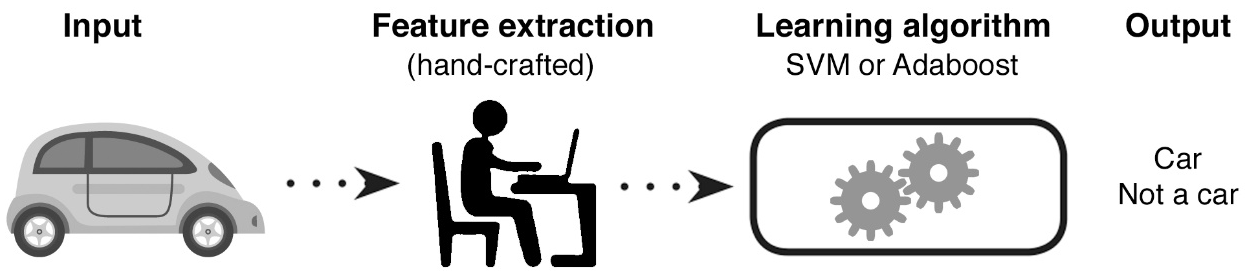 Input
Feature extraction
(hand-crafted)
Learning algorithm
SVM or Adaboost
Output
Car
Not a car